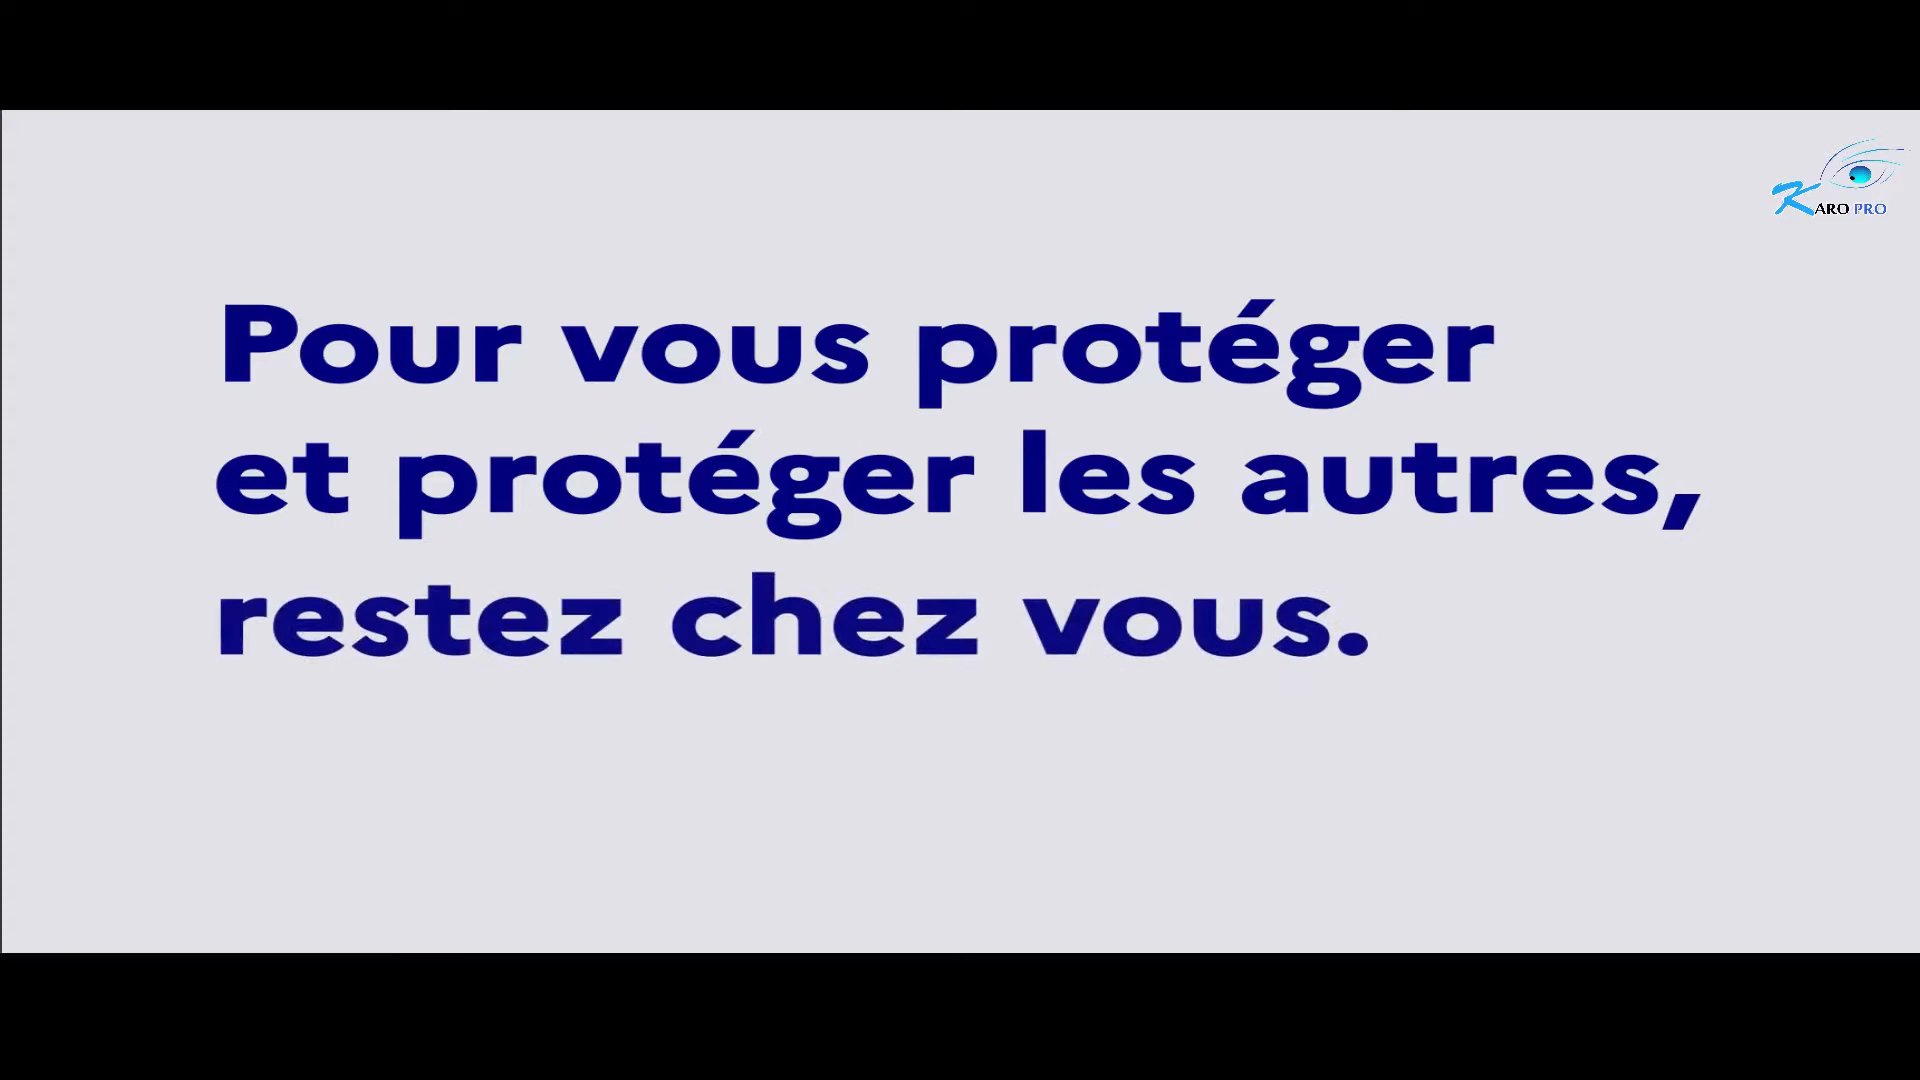 KARO PRO
Pour vous protéger
et protéger les autres,
restez chez vous.